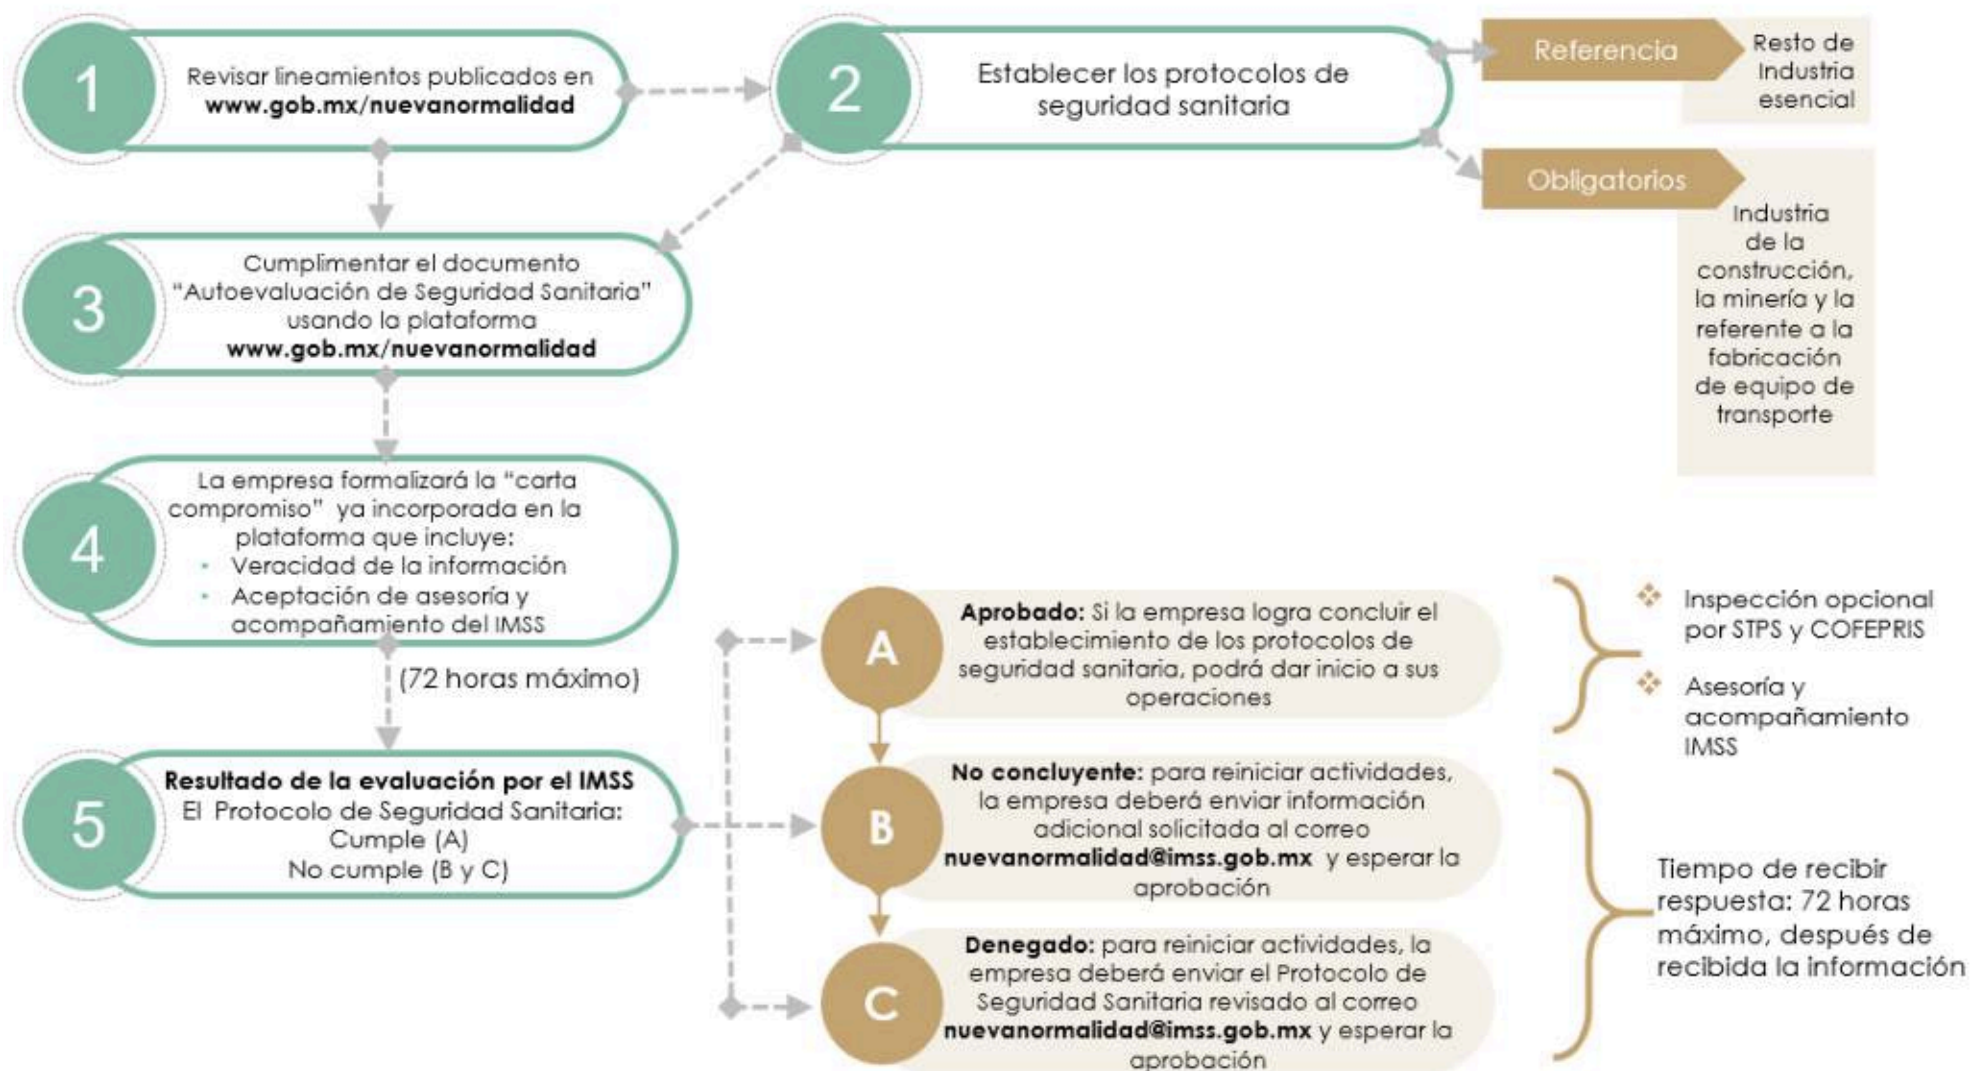 1
Revisar lineamientos publicados en
www.gob.mx/nuevanormalidad
2
Establecer los protocolos de
seguridad sanitaria
Referencia
Resto de
Industria
esencial
Obligatorios
Industria
de la
construcción,
la minería y la
referente a la
fabricación
de equipo de
transporte
3
Cumplimentar el documento
“Autoevaluación de Seguridad Sanitaria”
usando la plataforma
www.gob.mx/nuevanormalidad
4
La empresa formalizará la “carta
compromiso” ya incorporada en la
plataforma que incluye:
• Veracidad de la información
• Aceptación de asesoría y
acompañamiento del IMSS
(72 horas máximo)
5
Resultado de la evaluación por el IMSS
El Protocolo de Seguridad Sanitaria:
Cumple (A)
No cumple (B y C)
A
Aprobado: Si la empresa logra concluir el
establecimiento de los protocolos de
seguridad sanitaria, podrá dar inicio a sus
operaciones
Inspección opcional
por STPS y COFEPRIS
Asesoría y
acompañamiento
IMSS
B
No concluyente: para reiniciar actividades,
la empresa deberá enviar información
adicional solicitada al correo
nuevanormalidad@imss.gob.mx y esperar la
aprobación
C
Denegado: para reiniciar actividades, la
empresa deberá enviar el Protocolo de
Seguridad Sanitaria revisado al correo
nuevanormalidad@imss.gob.mx y esperar la
aprobación
Tiempo de recibir
respuesta: 72 horas
máximo, después de
recibida la información